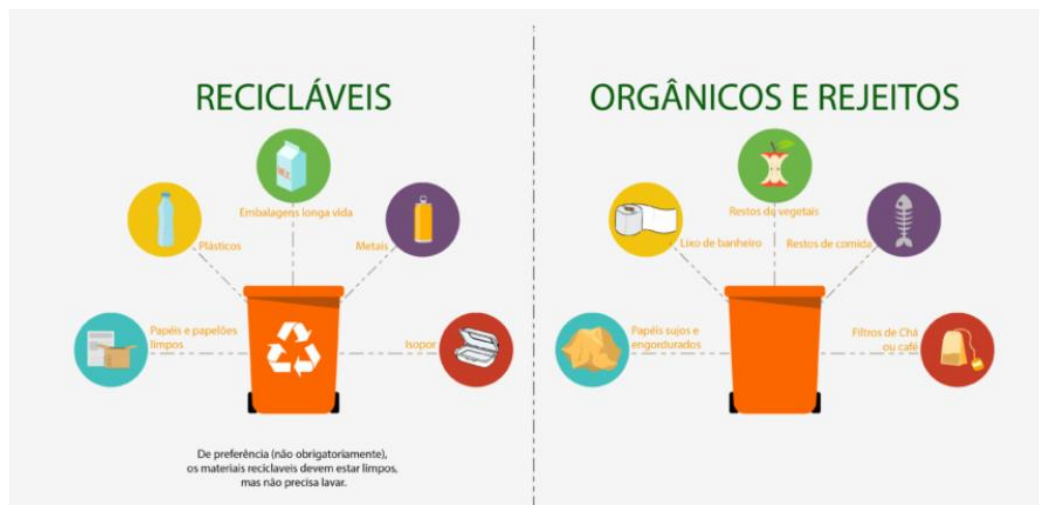 RECICLÁVEIS
Embalagens longa vida
Plásticos
Metais
Papéis e papelões
limpos
Isopor
De preferência (não obrigatoriamente),
os materiais reciclaveis devem estar limpos,
mas não precisa lavar.
ORGÂNICOS E REJEITOS
Restos de vegetais
Lixo de banheiro
Restos de comida
Papéis sujos e
engordurados
Filtros de Chá
ou café